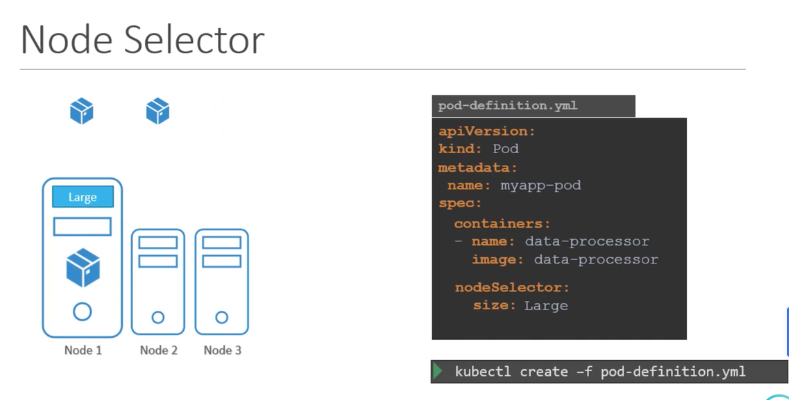 Node Selector
pod-definition.yml
apiVersion:
kind: Pod
metadata:
name: myapp-pod
spec:
containers:
- name: data-processor
image: data-processor
nodeSelector:
size: Large
Large
Node 1
Node 2
Node 3
kubectl create –f pod-definition.yml